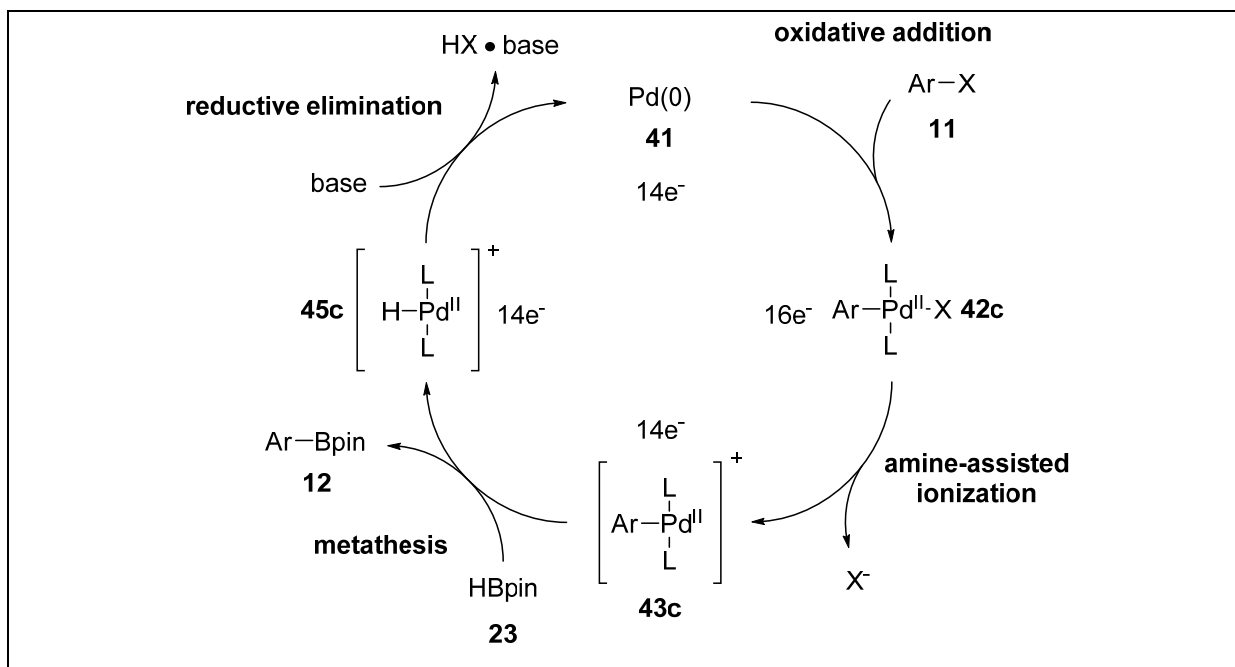 oxidative addition
HX • base
Ar–X
11
reductive elimination
Pd(0)
41
14e⁻
base
45c
[H–Pd^II
L
L]⁺
14e⁻
16e⁻
L
Ar–Pd^II-X
L
42c
Ar–Bpin
12
14e⁻
[L
Ar–Pd^II
L]⁺
43c
amine-assisted
ionization
X⁻
metathesis
HBpin
23